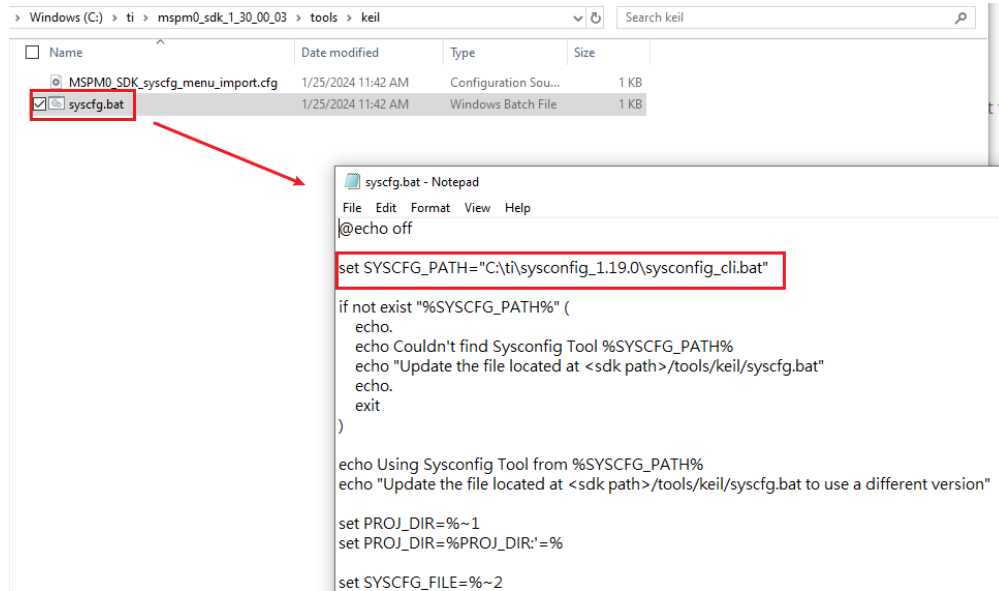 Windows (C:) > ti > mspm0_sdk_1_30_00_03 > tools > keil
Search keil
Name Date modified Type Size
MSPM0_SDK_syscfg_menu_import.cfg 1/25/2024 11:42 AM Configuration Sou... 1 KB
syscfg.bat 1/25/2024 11:42 AM Windows Batch File 1 KB
syscfg.bat - Notepad
File Edit Format View Help
@echo off
set SYSCFG_PATH="C:\ti\sysconfig_1.19.0\sysconfig_cli.bat"
if not exist "%SYSCFG_PATH%" (
echo.
echo Couldn't find Sysconfig Tool %SYSCFG_PATH%
echo "Update the file located at <sdk path>/tools/keil/syscfg.bat"
echo.
exit
)
echo Using Sysconfig Tool from %SYSCFG_PATH%
echo "Update the file located at <sdk path>/tools/keil/syscfg.bat to use a different version"
set PROJ_DIR=%~1
set PROJ_DIR=%PROJ_DIR:'=%
set SYSCFG_FILE=%~2